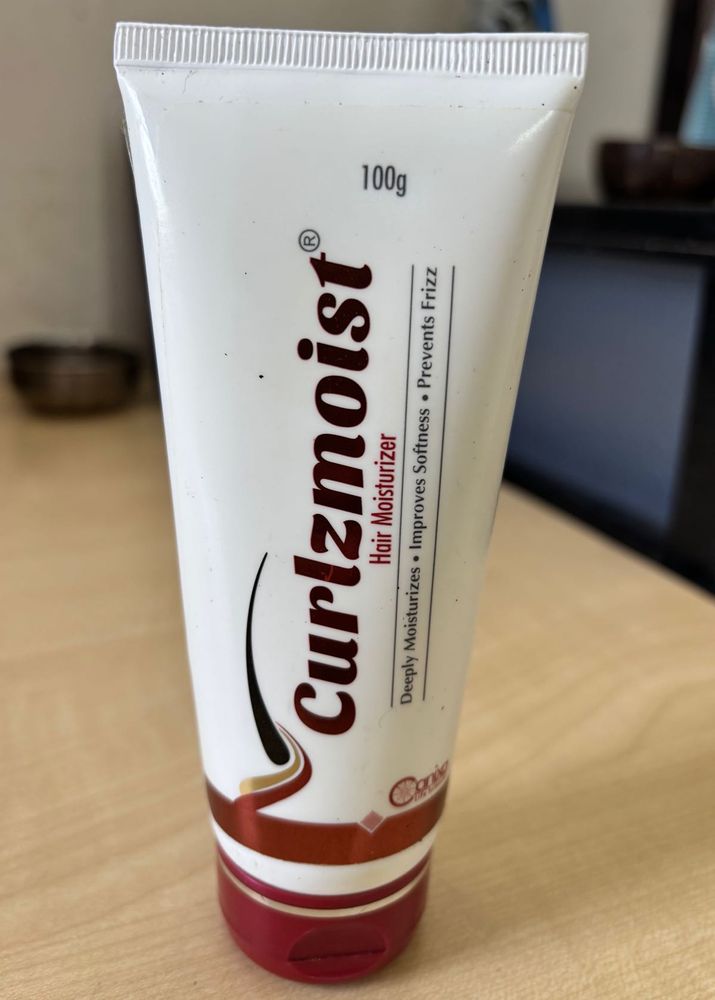 100g
Curlzmoist®
Hair Moisturizer
Deeply Moisturizes • Improves Softness • Prevents Frizz